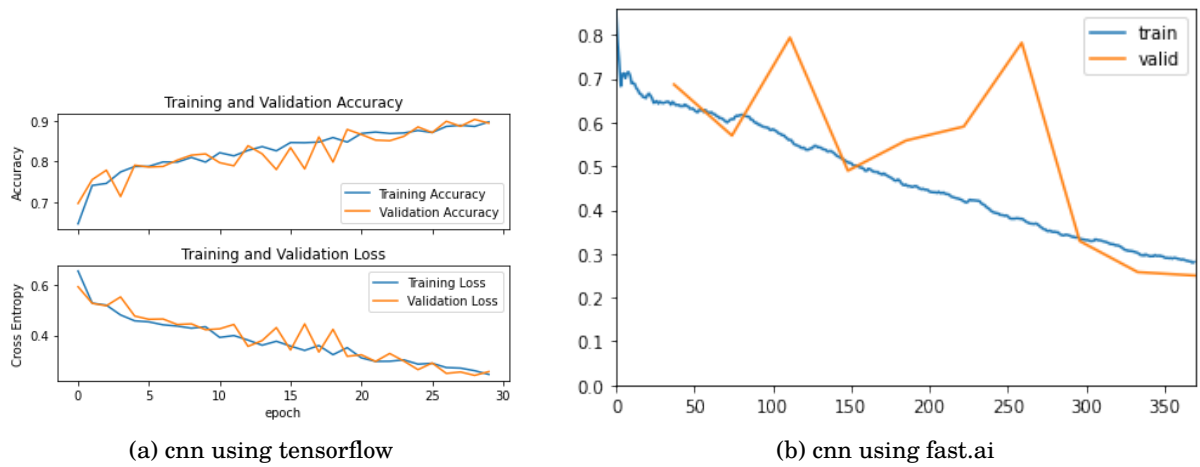 Training and Validation Accuracy
Accuracy
0.9
0.8
0.7
Training Accuracy
Validation Accuracy
Training and Validation Loss
Cross Entropy
0.6
0.4
Training Loss
Validation Loss
0 5 10 15 20 25 30
epoch
(a) cnn using tensorflow
0.8
0.7
0.6
0.5
0.4
0.3
0.2
0.1
0.0
train
valid
0 50 100 150 200 250 300 350
(b) cnn using fast.ai